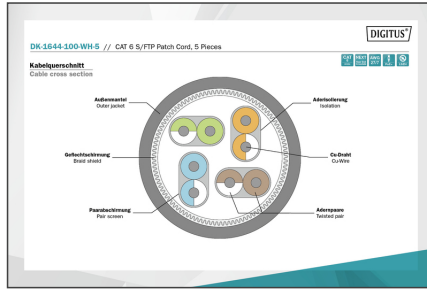 DIGITUS®
DK-1644-100-WH-5 // CAT 6 S/FTP Patch Cord, 5 Pieces
Kabelquerschnitt
Cable cross section
Außenmantel
Outer jacket
Aderisolierung
Isolation
Geflechtschirmung
Braid shield
Cu-Draht
Cu-Wire
Paarabschirmung
Pair screen
Adernpaare
Twisted pair